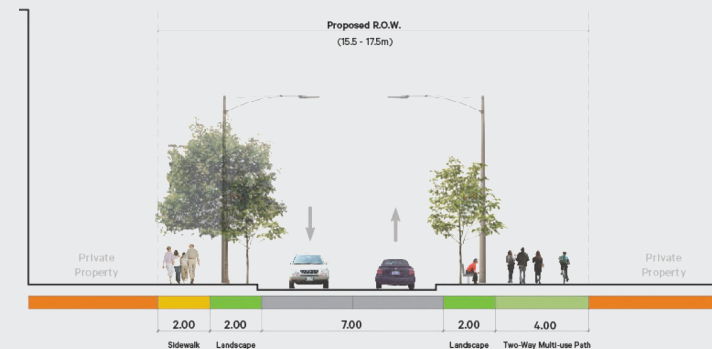 Proposed R.O.W.
(15.5 - 17.5m)
Private
Property
Private
Property
2.00
2.00
7.00
2.00
4.00
Sidewalk
Landscape
Landscape
Two-Way Multi-use Path